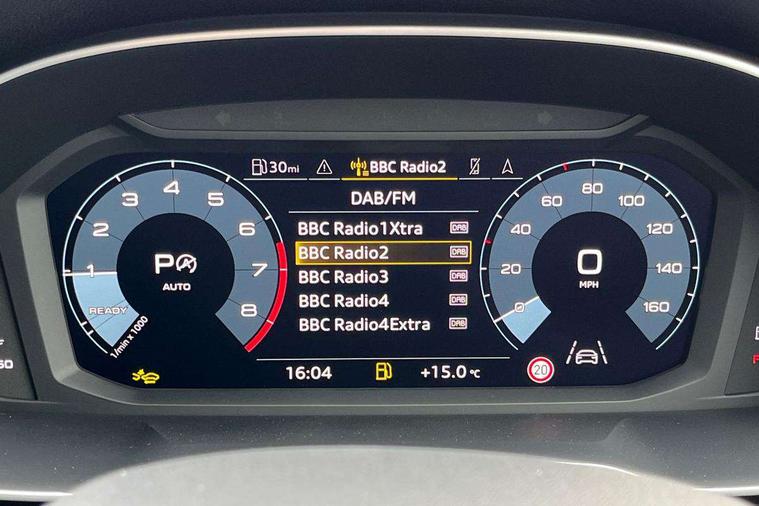 30mi BBC Radio2
DAB/FM
BBC Radio1Xtra DAB
BBC Radio2 DAB
BBC Radio3 DAB
BBC Radio4 DAB
BBC Radio4Extra DAB
16:04 +15.0 °C
1 2 3 4 5 6 7 8
P A
AUTO
READY
1/min x 1000
0 20 40 60 80 100 120 140 160
0
MPH
20